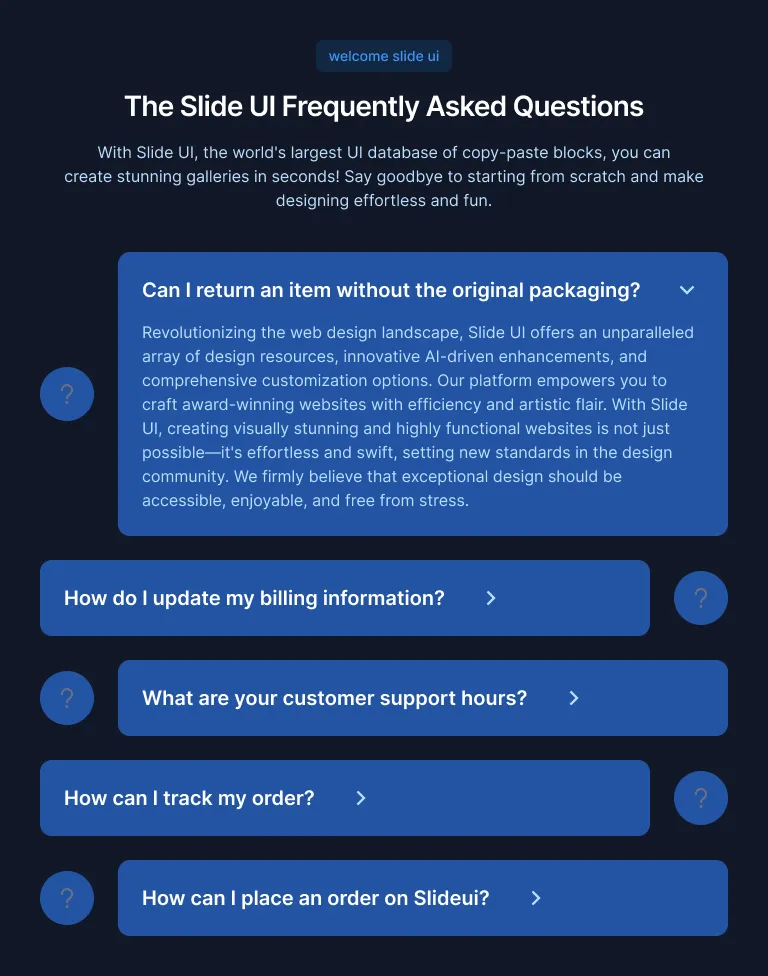 welcome slide ui
The Slide UI Frequently Asked Questions
With Slide UI, the world's largest UI database of copy-paste blocks, you can
create stunning galleries in seconds! Say goodbye to starting from scratch and make
designing effortless and fun.
Can I return an item without the original packaging?
Revolutionizing the web design landscape, Slide UI offers an unparalleled
array of design resources, innovative AI-driven enhancements, and
comprehensive customization options. Our platform empowers you to
craft award-winning websites with efficiency and artistic flair. With Slide
UI, creating visually stunning and highly functional websites is not just
possible—it's effortless and swift, setting new standards in the design
community. We firmly believe that exceptional design should be
accessible, enjoyable, and free from stress.
?
How do I update my billing information?
?
?
What are your customer support hours?
How can I track my order?
?
?
How can I place an order on Slideui?